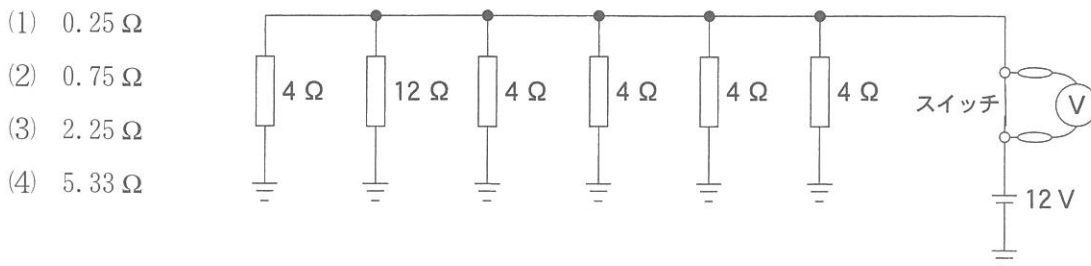 (1) 0.25 Ω
(2) 0.75 Ω
(3) 2.25 Ω
(4) 5.33 Ω
4 Ω
12 Ω
4 Ω
4 Ω
4 Ω
4 Ω
スイッチ
V
12 V